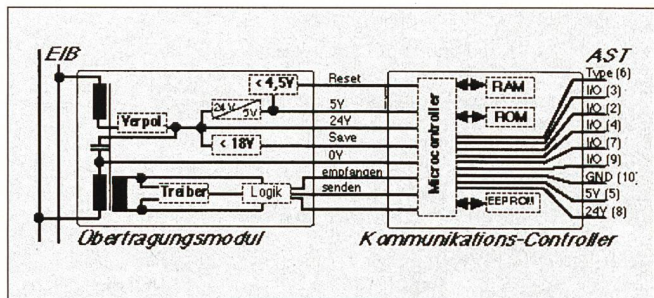 EIB
AST
Type (6)
< 4,5V
Reset
RAM
I/O (3)
24V
5V
5V
I/O (2)
Verpol
24V
ROM
I/O (4)
< 18V
Save
I/O (7)
0V
Microcontroller
I/O (9)
empfangen
GND (10)
Treiber
Logik
senden
EEPROM
5V (5)
24V (8)
Übertragungsmodul
Kommunikations-Controller